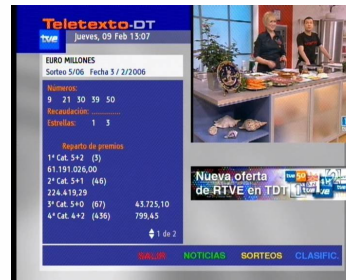 Teletexto-DT
tve jueves, 09 Feb 13:07
EURO MILLONES
Sorteo 5/06 Fecha 3/2/2006
Números:
9 21 30 39 50
Recaudación: ..............
Estrellas: 1 3
Reparto de premios
1ª Cat. 5+2 (3)
61.191.026,00
2ª Cat. 5+1 (46)
224.419,29
3ª Cat. 5+0 (67) 43.725,10
4ª Cat. 4+2 (436) 799,45
1 de 2
Nueva oferta
de RTVE en TDT
SALIR NOTICIAS SORTEOS CLASIFIC.